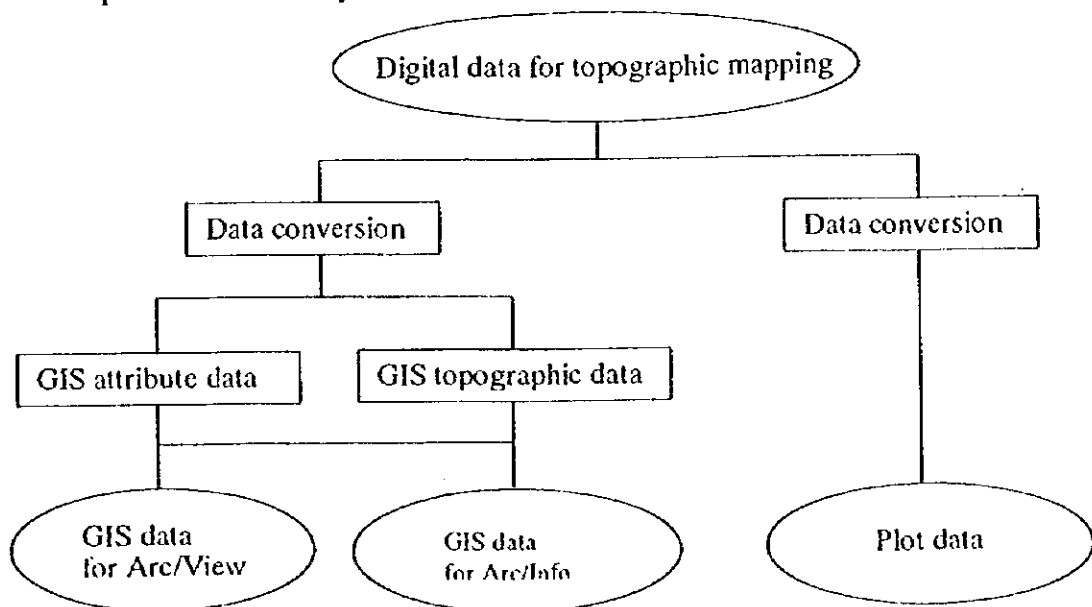 Digital data for topographic mapping
Data conversion
Data conversion
GIS attribute data
GIS topographic data
GIS data
for Arc/View
GIS data
for Arc/Info
Plot data